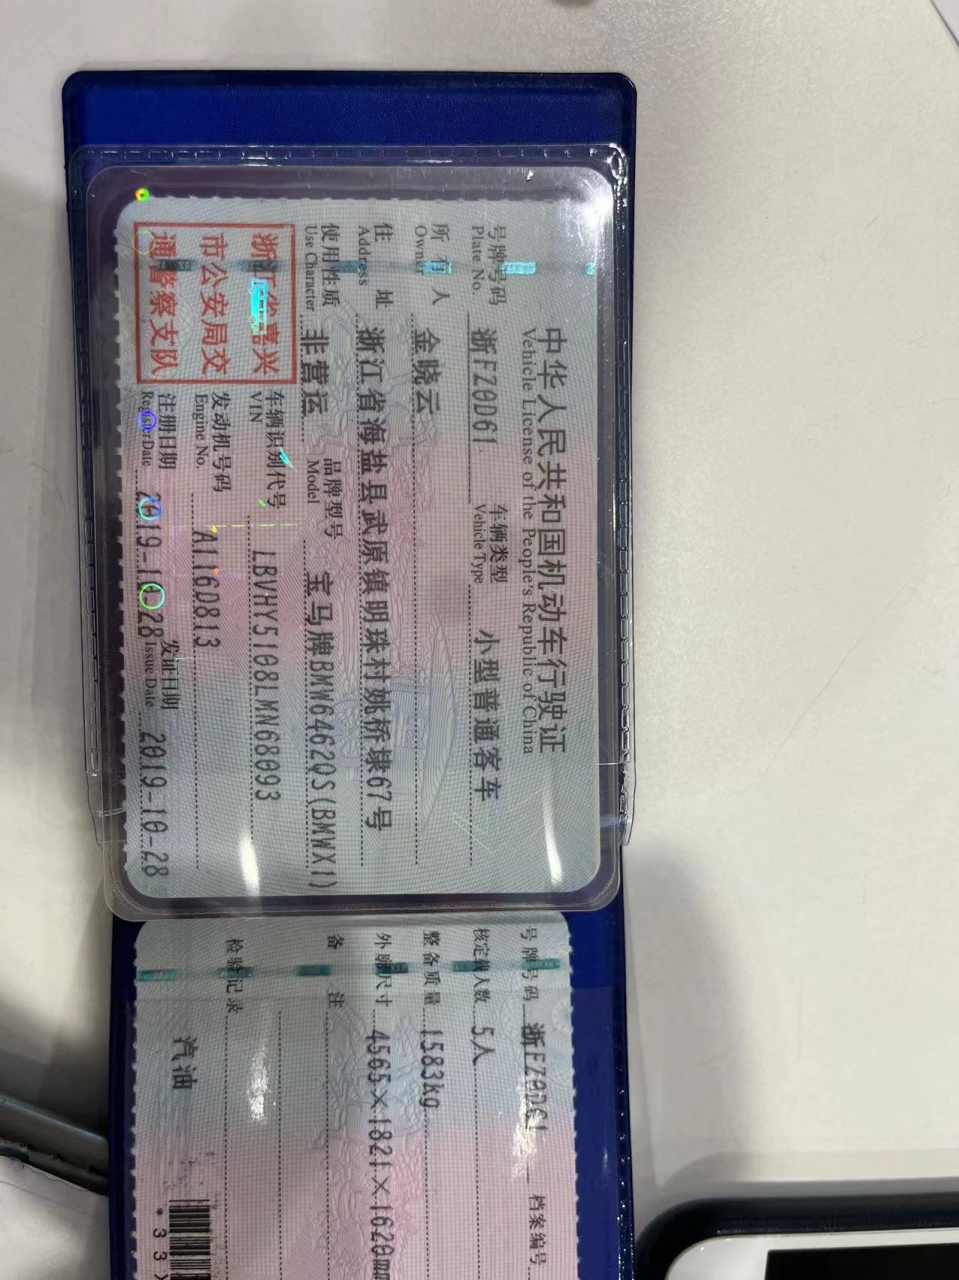 中华人民共和国机动车行驶证
Vehicle License of the People's Republic of China
号牌号码 浙FZ0D61 车辆类型 小型普通客车
Plate No. Vehicle Type
所有人 金晓云
Owner
住址 浙江省海盐县武原镇明珠村姚桥埭67号
Address
使用性质 非营运 品牌型号 宝马牌BMW6462QS(BMWX1)
Use Character Model
浙江省嘉兴
市公安局交
通警察支队
车辆识别代号 LBVHY5108LMN68093
VIN
发动机号码 A116D813
Engine No.
注册日期 2019-10-28 发证日期 2019-10-28
Register Date Issue Date
号牌号码 浙FZ0D61 档案编号
核定载人数 5人
整备质量 1583kg
外廓尺寸 4565×1821×1620
备注
检验记录
汽油
*33